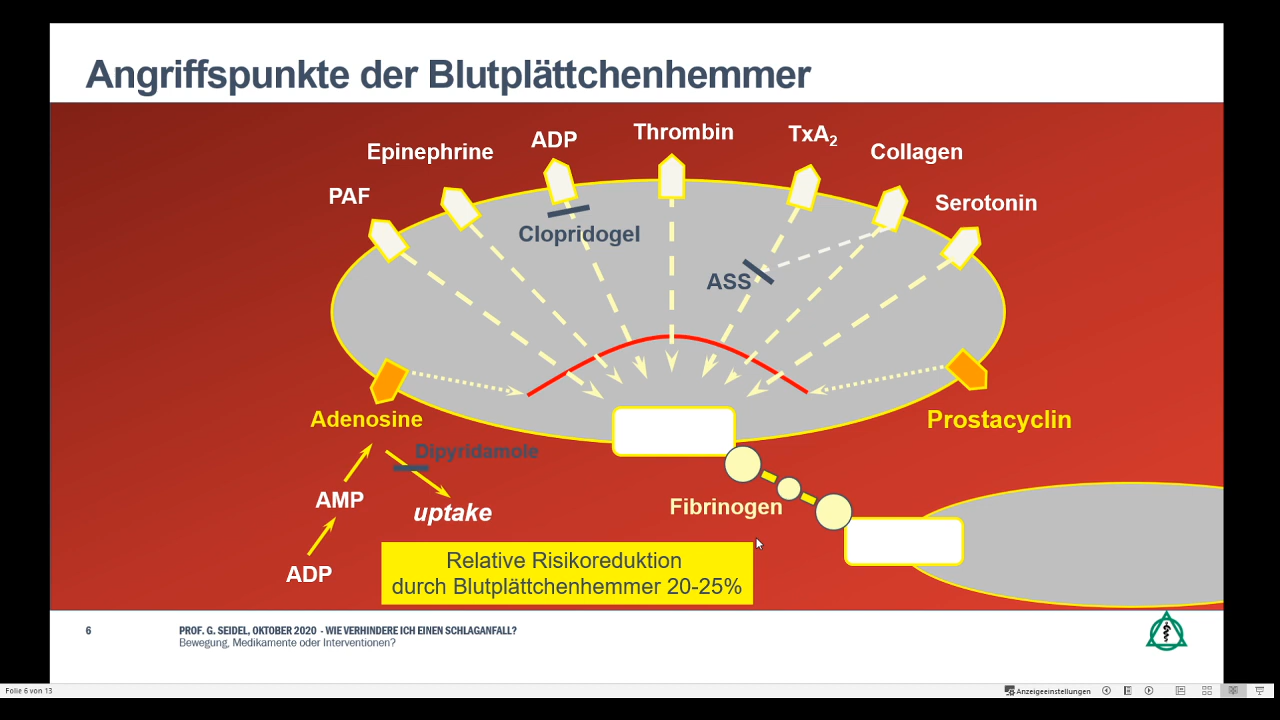 Angriffspunkte der Blutplättchenhemmer
Thrombin
TxA2
ADP
Epinephrine
Collagen
PAF
Serotonin
Clopridogel
ASS
Adenosine
Prostacyclin
Dipyridamole
AMP
uptake
Fibrinogen
ADP
Relative Risikoreduktion
durch Blutplättchenhemmer 20-25%
6
PROF. G. SEIDEL, OKTOBER 2020 - WIE VERHINDERE ICH EINEN SCHLAGANFALL?
Bewegung, Medikamente oder Interventionen?
Folie 6 von 13
Anzeigeeinstellungen